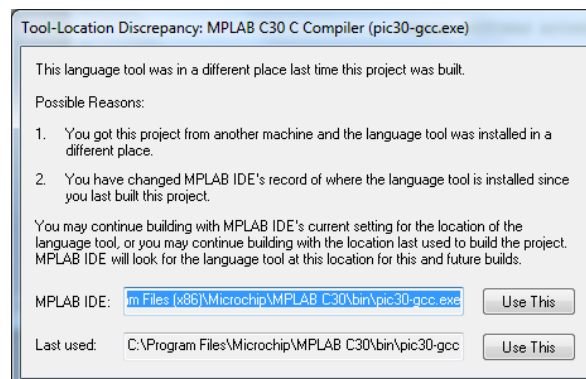 Tool-Location Discrepancy: MPLAB C30 C Compiler (pic30-gcc.exe)
This language tool was in a different place last time this project was built.
Possible Reasons:
1. You got this project from another machine and the language tool was installed in a
different place.
2. You have changed MPLAB IDE's record of where the language tool is installed since
you last built this project.
You may continue building with MPLAB IDE's current setting for the location of the
language tool, or you may continue building with the location last used to build the project.
MPLAB IDE will look for the language tool at this location for this and future builds.
MPLAB IDE: m Files (x86)\Microchip\MPLAB C30\bin\pic30-gcc.exe Use This
Last used: C:\Program Files\Microchip\MPLAB C30\bin\pic30-gcc Use This